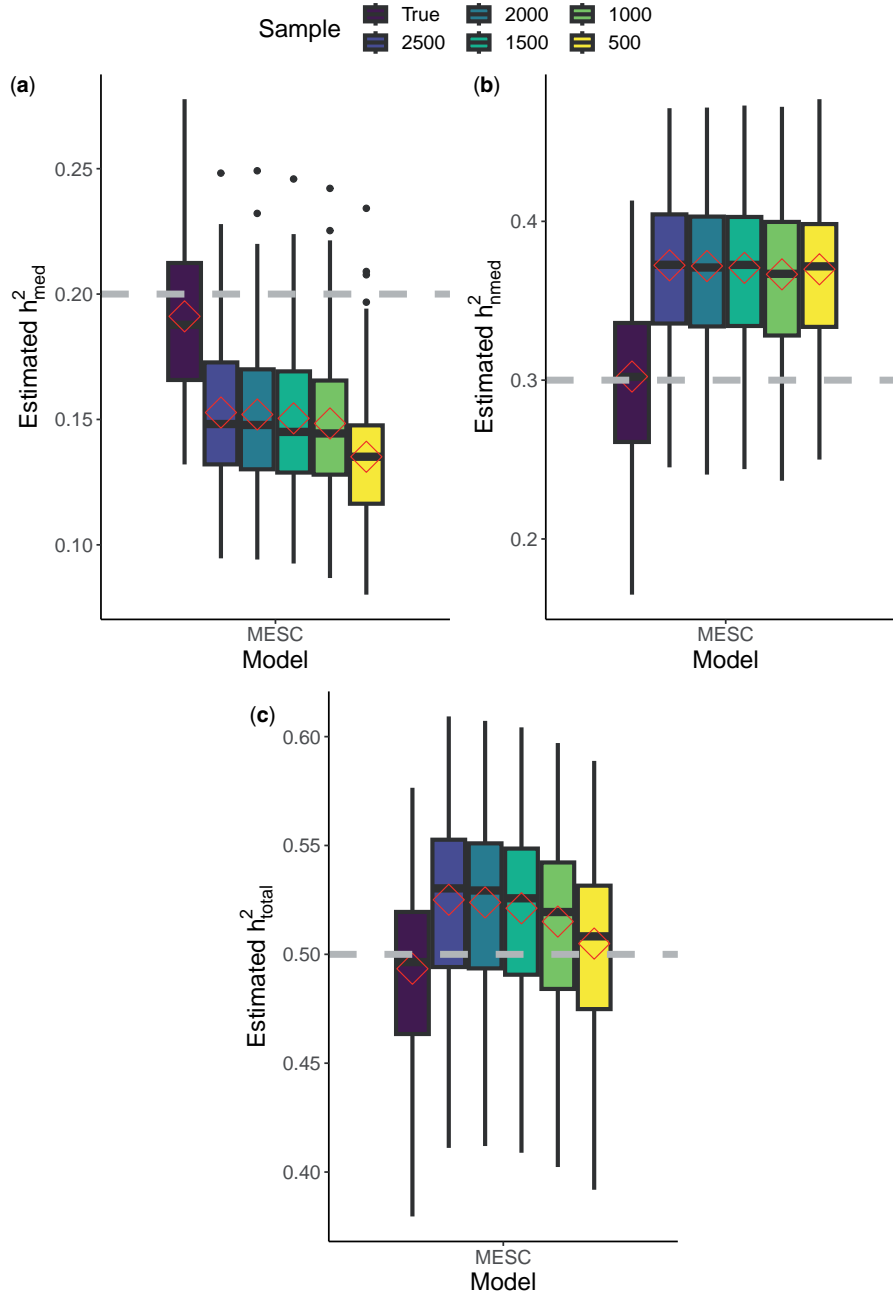 Sample True 2000 1000
2500 1500 500
(a) (b)
Estimated h²med
0.25
0.20
0.15
0.10
MESC
Model
Estimated h²nmed
0.4
0.3
0.2
MESC
Model
(c)
Estimated h²total
0.60
0.55
0.50
0.45
0.40
MESC
Model